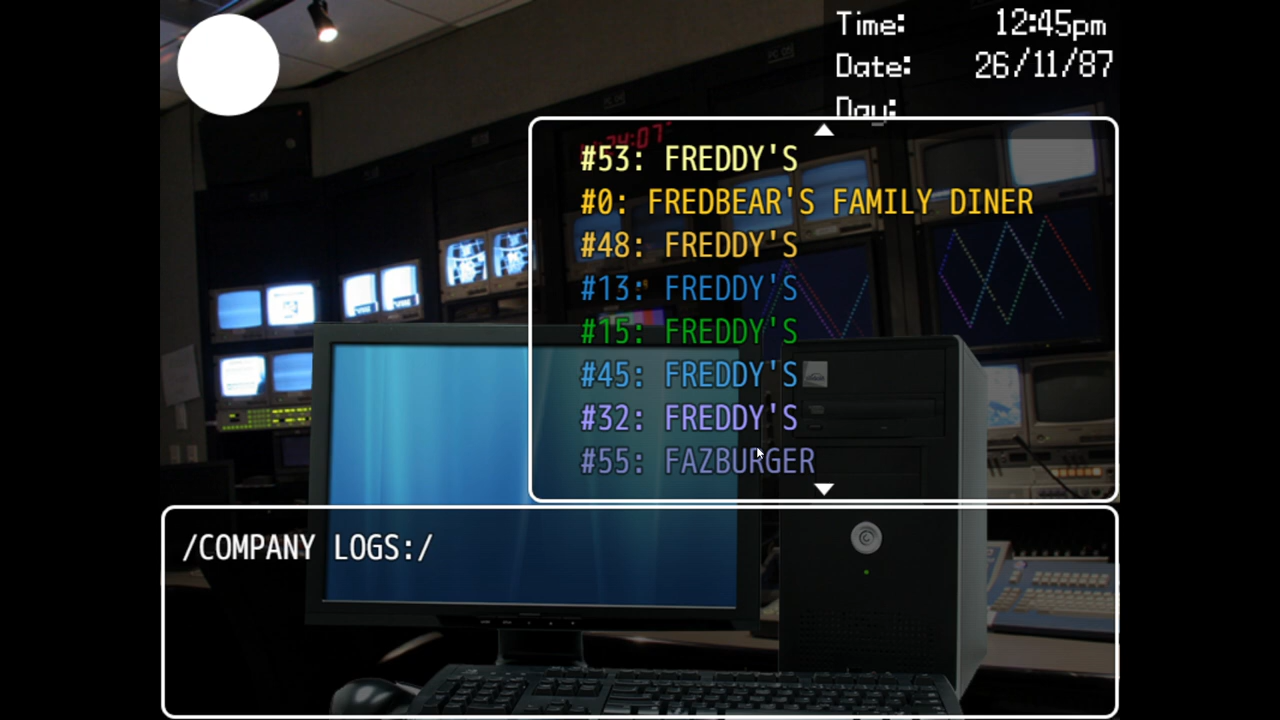 Time: 12:45pm
Date: 26/11/87
Day:
#53: FREDDY'S
#0: FREDBEAR'S FAMILY DINER
#48: FREDDY'S
#13: FREDDY'S
#15: FREDDY'S
#45: FREDDY'S
#32: FREDDY'S
#55: FAZBURGER
/COMPANY LOGS:/